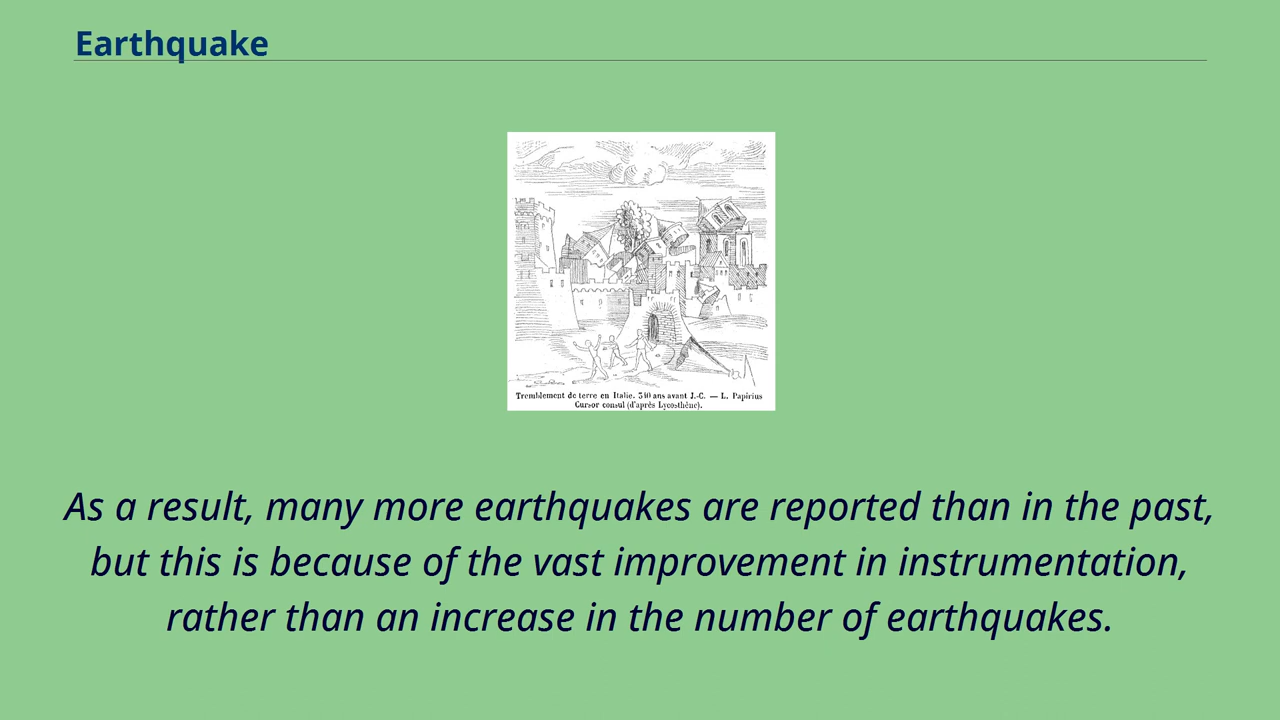 Earthquake
Tremblement de terre en Italie. 310 ans avant J.-C. — L. Papirius
Cursor consul (d'après Lycosthène).
As a result, many more earthquakes are reported than in the past,
but this is because of the vast improvement in instrumentation,
rather than an increase in the number of earthquakes.